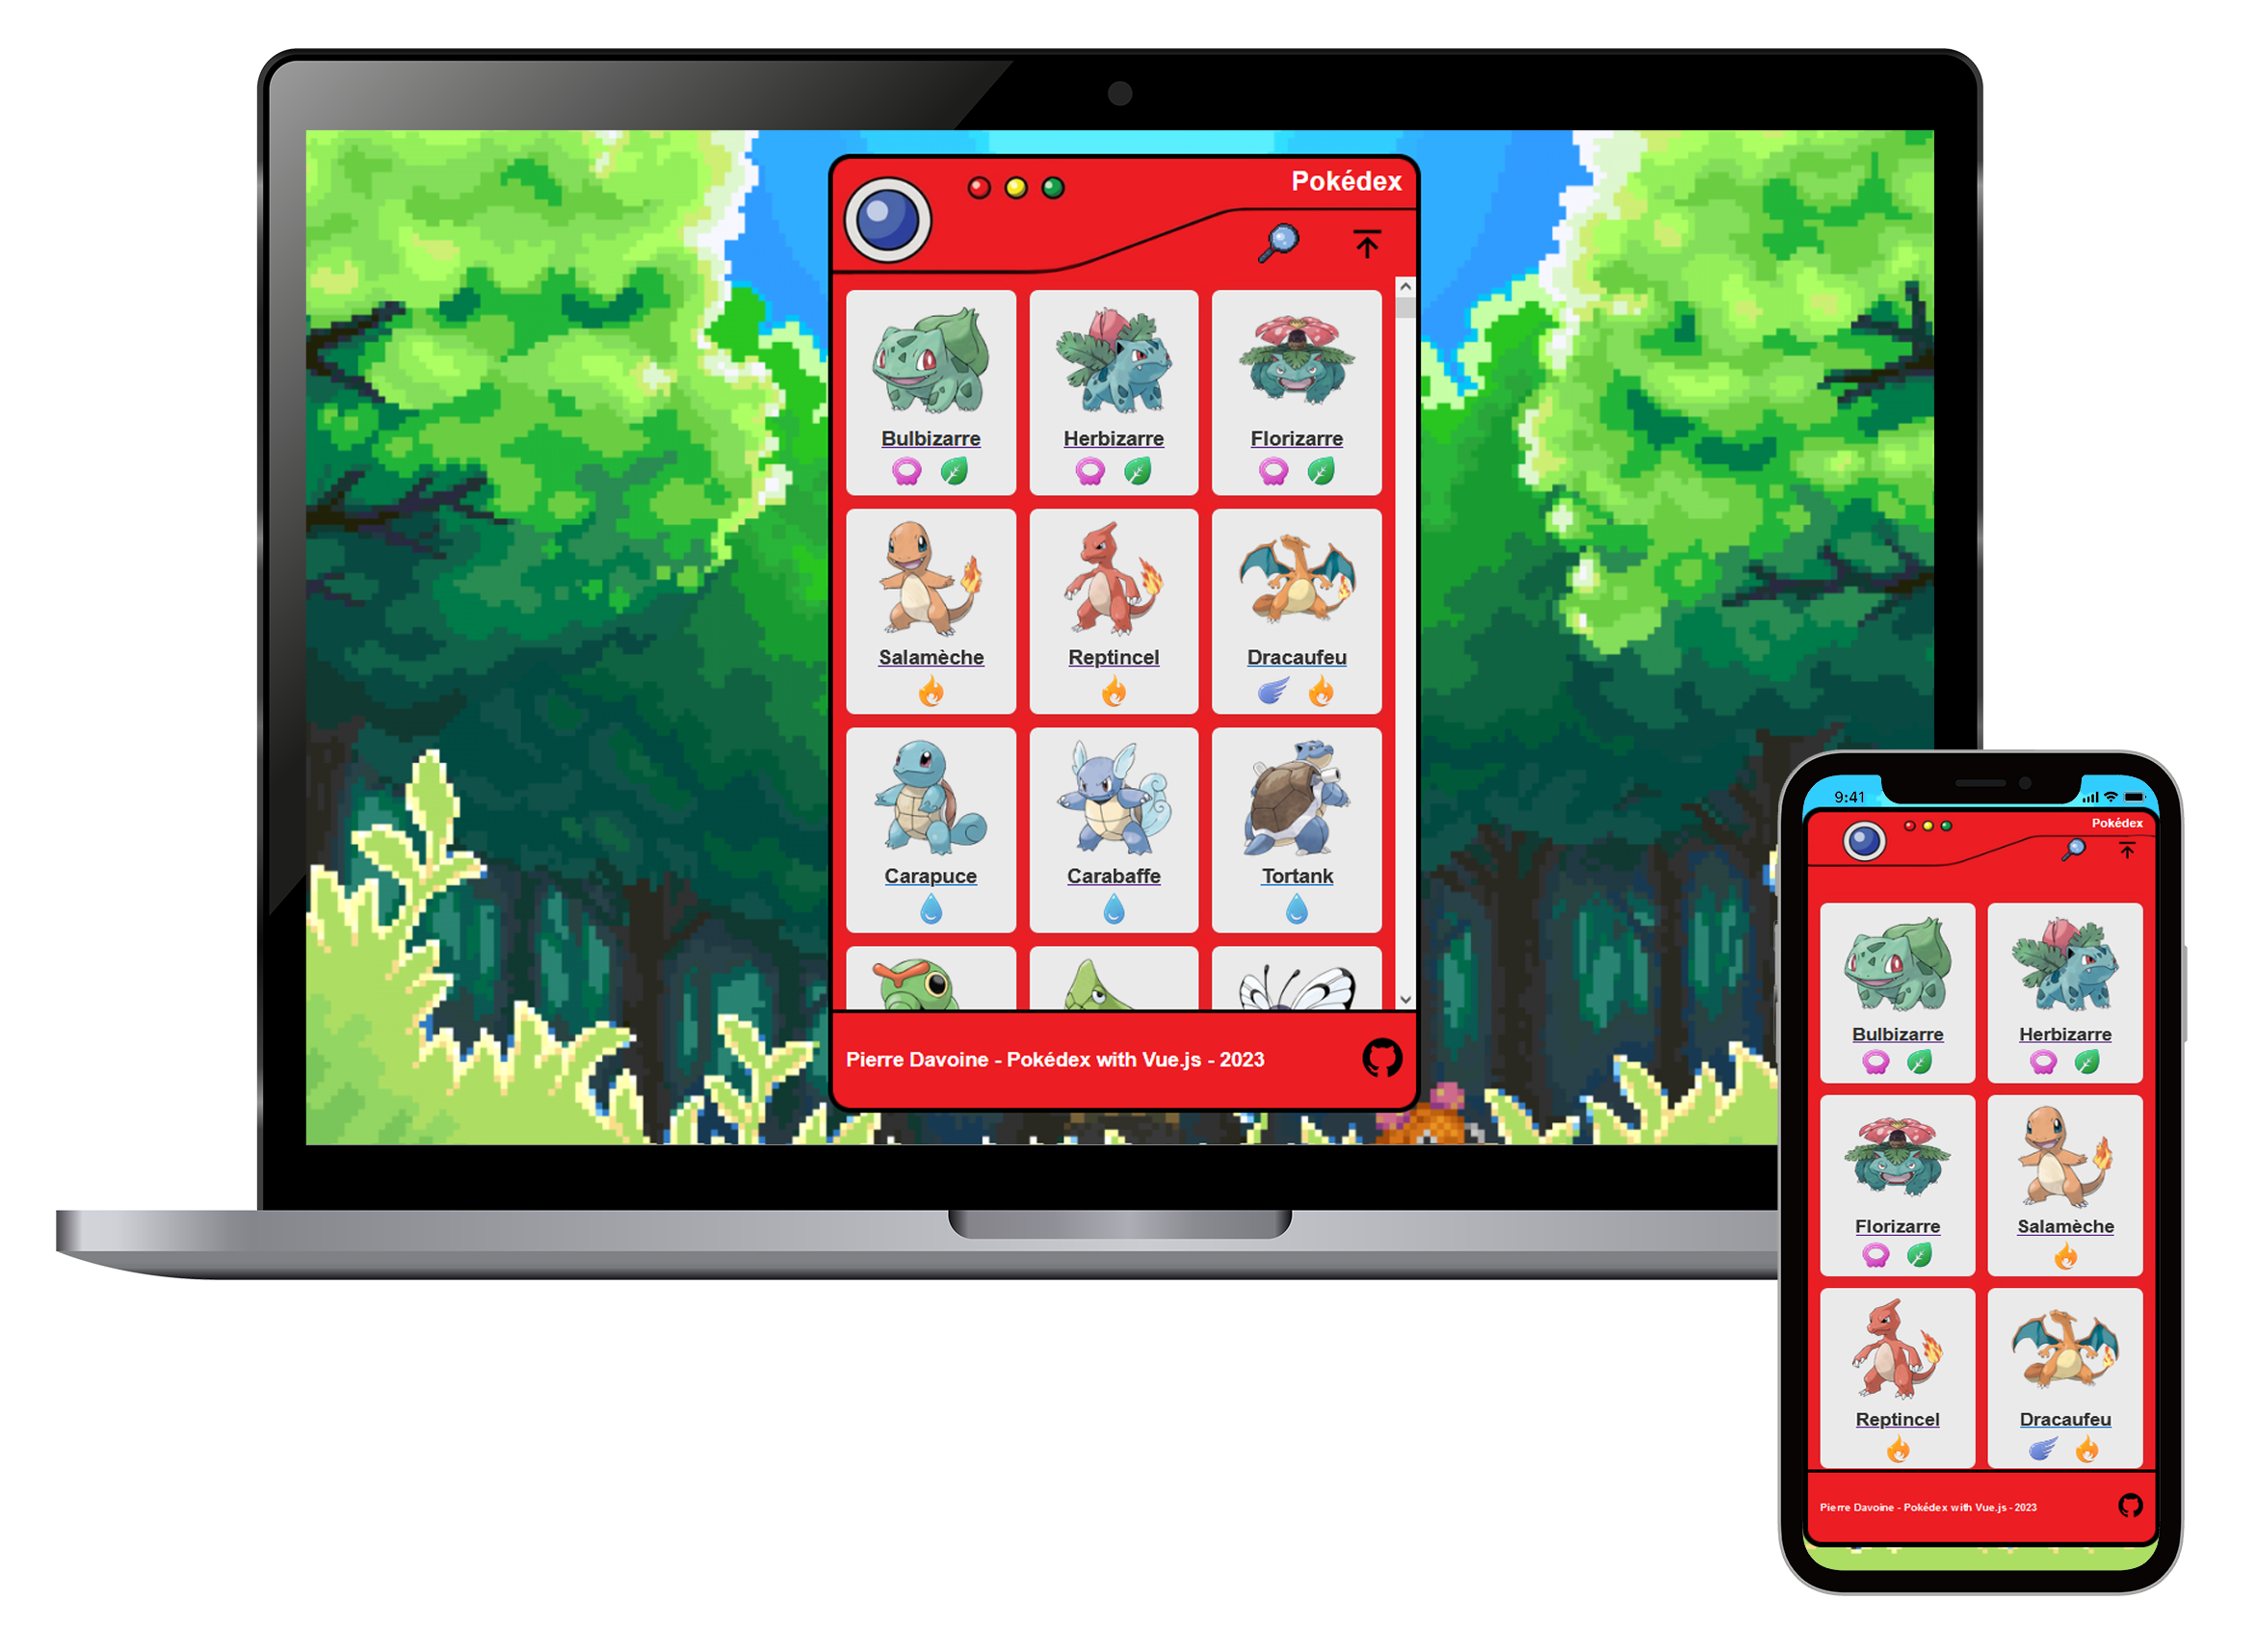 Pokédex
Bulbizarre
Herbizarre
Florizarre
Salamèche
Reptincel
Dracaufeu
Carapuce
Carabaffe
Tortank
Pierre Davoine - Pokédex with Vue.js - 2023
9:41
Pokédex
Bulbizarre
Herbizarre
Florizarre
Salamèche
Reptincel
Dracaufeu
Pierre Davoine - Pokédex with Vue.js - 2023